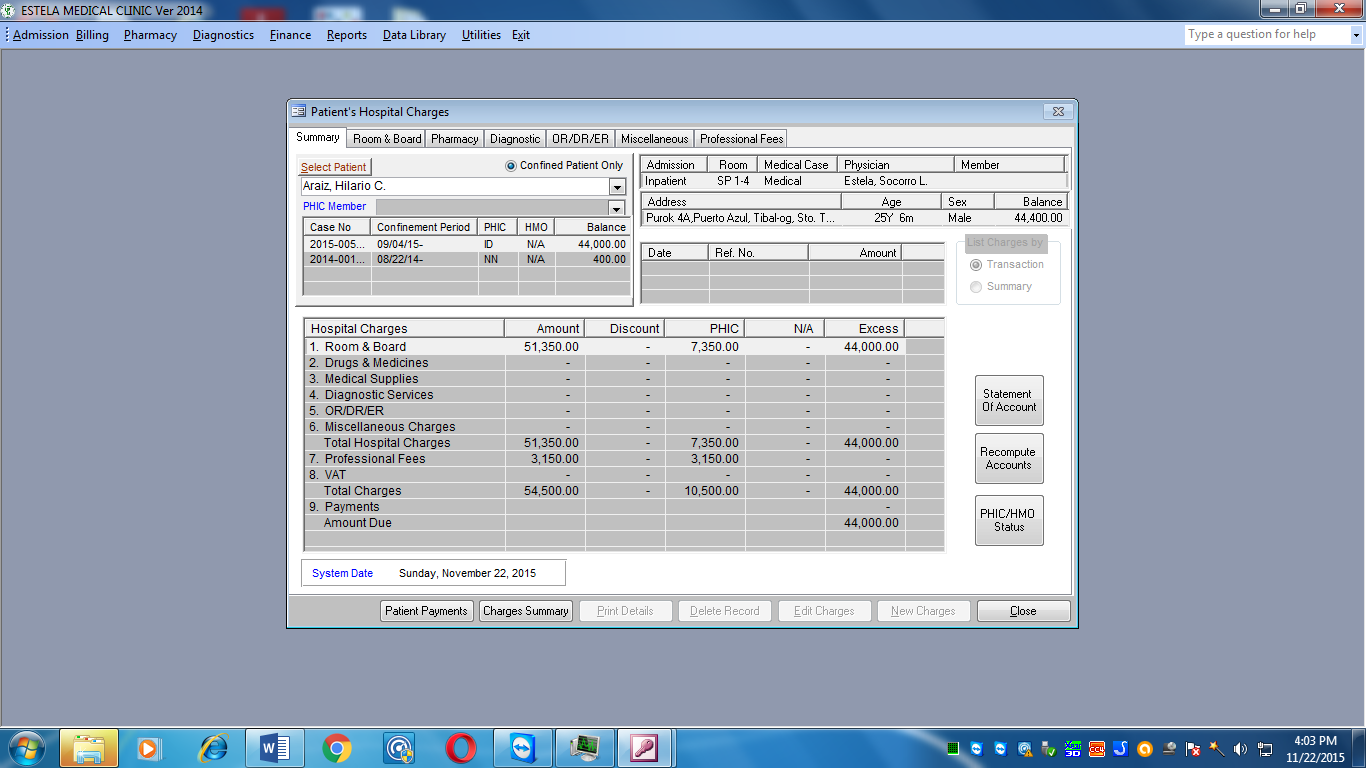 ESTELA MEDICAL CLINIC Ver 2014
Admission Billing Pharmacy Diagnostics Finance Reports Data Library Utilities Exit
Type a question for help
Patient's Hospital Charges
Summary Room & Board Pharmacy Diagnostic OR/DR/ER Miscellaneous Professional Fees
Select Patient Confined Patient Only
Araiz, Hilario C.
PHIC Member
Case No Confinement Period PHIC HMO Balance
2015-005... 09/04/15- ID N/A 44,000.00
2014-001... 08/22/14- NN N/A 400.00
Admission Room Medical Case Physician Member
Inpatient SP 1-4 Medical Estela, Socorro L.
Address Age Sex Balance
Purok 4A,Puerto Azul, Tibal-og, Sto. T... 25Y 6m Male 44,400.00
Date Ref. No. Amount
List Charges by
Transaction
Summary
Hospital Charges Amount Discount PHIC N/A Excess
1. Room & Board 51,350.00 - 7,350.00 - 44,000.00
2. Drugs & Medicines - - - - -
3. Medical Supplies - - - - -
4. Diagnostic Services - - - - -
5. OR/DR/ER - - - - -
6. Miscellaneous Charges - - - - -
Total Hospital Charges 51,350.00 - 7,350.00 - 44,000.00
7. Professional Fees 3,150.00 - 3,150.00 - -
8. VAT - - - - -
Total Charges 54,500.00 - 10,500.00 - 44,000.00
9. Payments -
Amount Due 44,000.00
Statement
Of Account
Recompute
Accounts
PHIC/HMO
Status
System Date Sunday, November 22, 2015
Patient Payments Charges Summary Print Details Delete Record Edit Charges New Charges Close
4:03 PM
11/22/2015